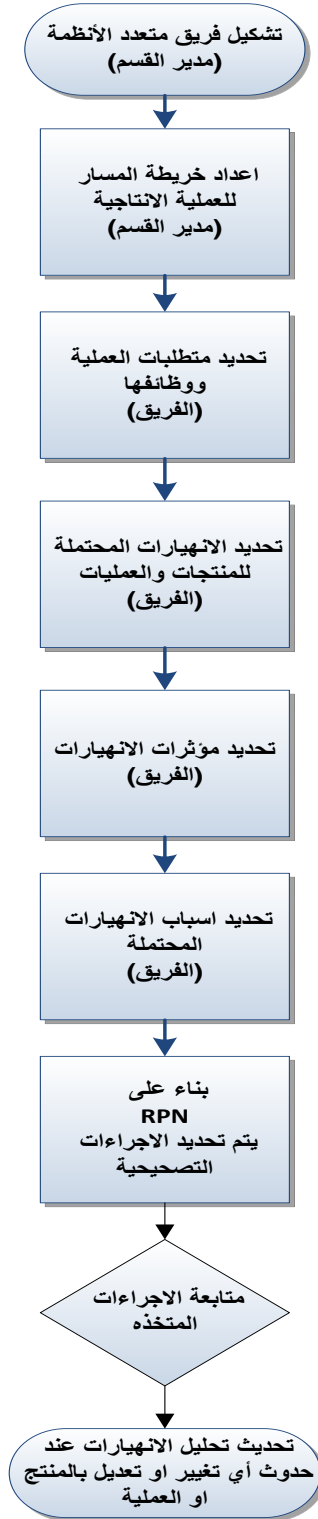 تشكيل فريق متعدد الأنظمة
(مدير القسم)
اعداد خريطة المسار
للعملية الانتاجية
(مدير القسم)
تحديد متطلبات العملية
ووظائفها
(الفريق)
تحديد الانهيارات المحتملة
للمنتجات والعمليات
(الفريق)
تحديد مؤثرات الانهيارات
(الفريق)
تحديد اسباب الانهيارات
المحتملة
(الفريق)
بناء على
RPN
يتم تحديد الاجراءات
التصحيحية
متابعة الاجراءات
المتخذه
تحديث تحليل الانهيارات عند
حدوث أي تغيير او تعديل بالمنتج
او العملية